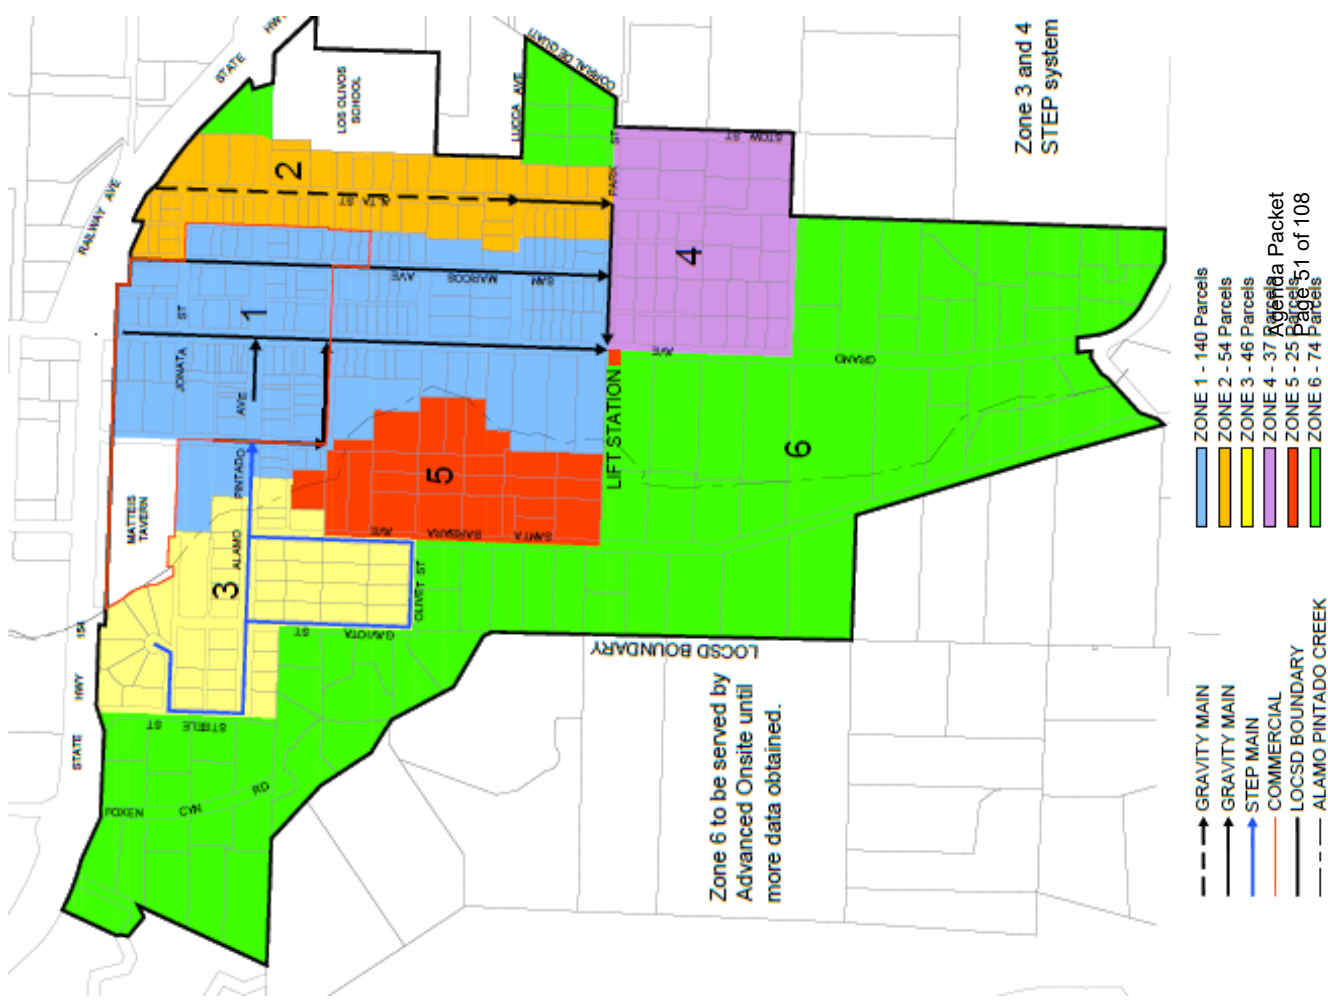 STATE
HWY
STATE
HWY
154
RAILWAY AVE
LOS OLIVOS
SCHOOL
LUCCA AVE
CORRAL DE QUATI
Zone 3 and 4
STEP system
2
ALTA ST
PARK ST
STOW ST
SAN MARCOS AVE
1
JONATA ST
4
GRAND AVE
MATTEIS
TAVERN
ALAMO PINTADO AVE
3
5
SANTA BARBARA AVE
LIFT STATION
6
OLIVET ST
GAVIOTA ST
STEELE ST
FOXEN CYN RD
LOCSD BOUNDARY
Zone 6 to be served by
Advanced Onsite until
more data obtained.
ZONE 1 - 140 Parcels
ZONE 2 - 54 Parcels
ZONE 3 - 46 Parcels
ZONE 4 - 37 Parcels
ZONE 5 - 25 Parcels
ZONE 6 - 74 Parcels
Agenda Packet
Page 51 of 108
GRAVITY MAIN
GRAVITY MAIN
STEP MAIN
COMMERCIAL
LOCSD BOUNDARY
ALAMO PINTADO CREEK